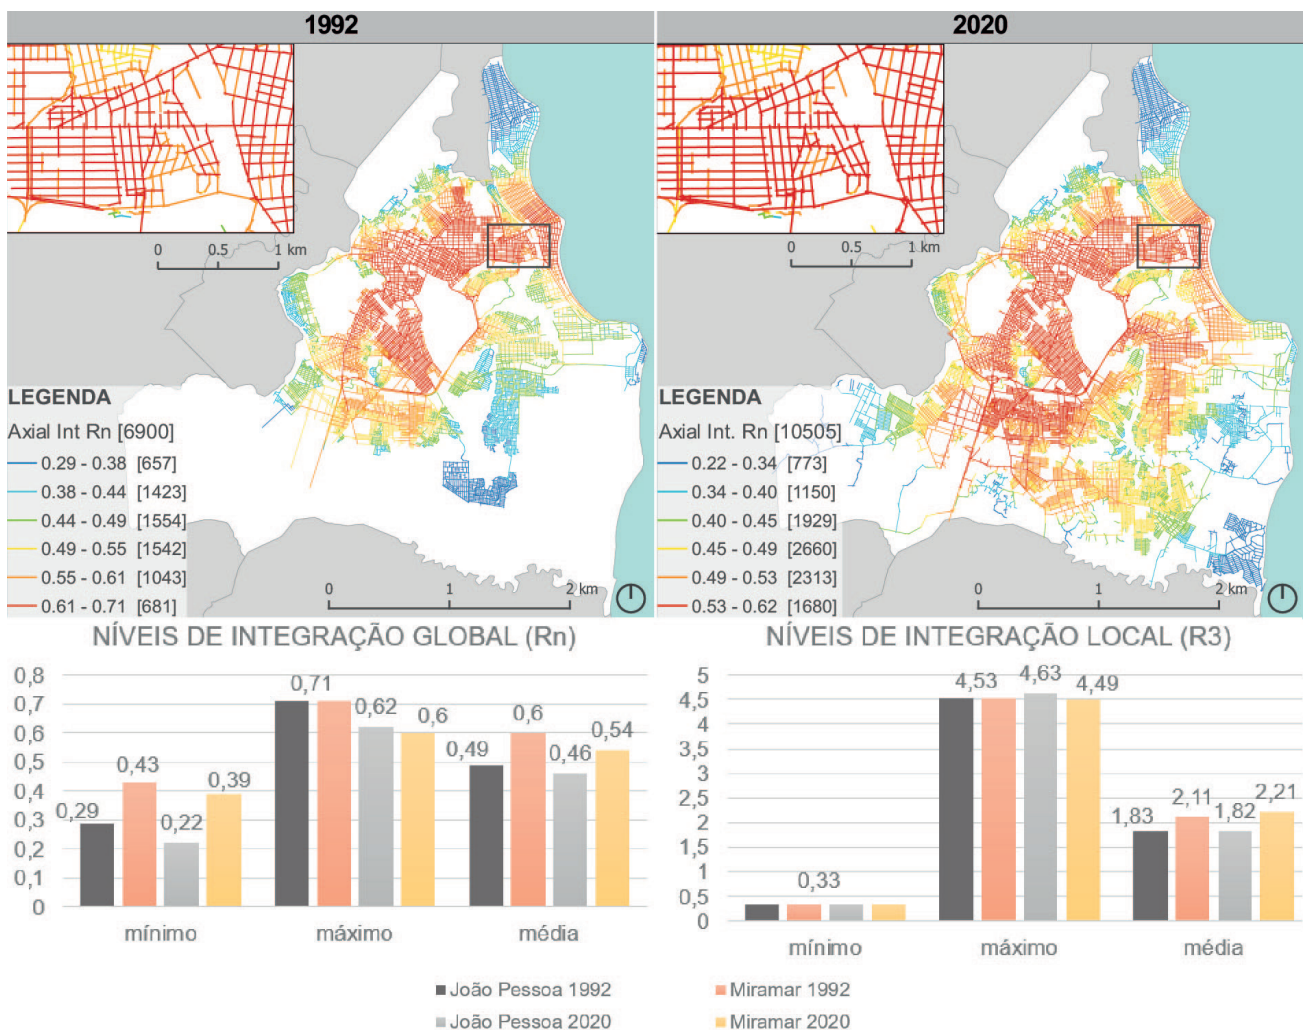 1992
2020
0 0.5 1 km
0 0.5 1 km
LEGENDA
Axial Int Rn [6900]
0.29 - 0.38 [657]
0.38 - 0.44 [1423]
0.44 - 0.49 [1554]
0.49 - 0.55 [1542]
0.55 - 0.61 [1043]
0.61 - 0.71 [681]
0 1 2 km
LEGENDA
Axial Int. Rn [10505]
0.22 - 0.34 [773]
0.34 - 0.40 [1150]
0.40 - 0.45 [1929]
0.45 - 0.49 [2660]
0.49 - 0.53 [2313]
0.53 - 0.62 [1680]
0 1 2 km
NÍVEIS DE INTEGRAÇÃO GLOBAL (Rn)
0,8
0,7
0,6
0,5
0,4
0,3
0,2
0,1
0
0,29
0,43
0,22
0,39
0,71
0,62
0,6
0,49
0,6
0,46
0,54
mínimo
máximo
média
NÍVEIS DE INTEGRAÇÃO LOCAL (R3)
5
4,5
4
3,5
3
2,5
2
1,5
1
0,5
0
0,33
4,53
4,63
4,49
1,83
2,11
1,82
2,21
mínimo
máximo
média
João Pessoa 1992
Miramar 1992
João Pessoa 2020
Miramar 2020